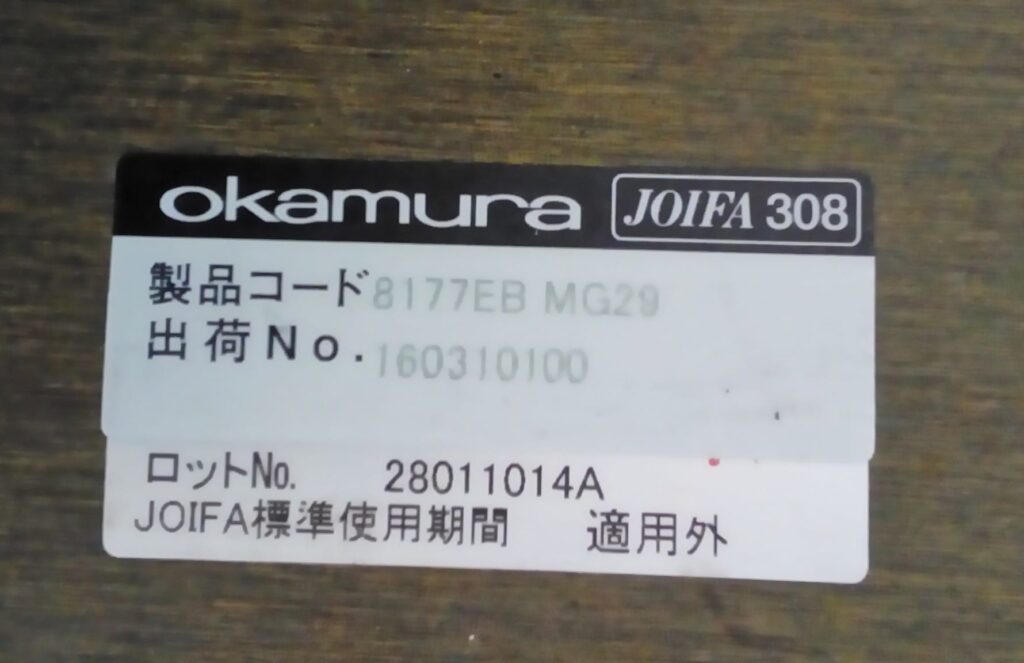 okamura JOIFA 308
製品コード 8177EB MG29
出荷No. 160310100
ロットNo. 28011014A
JOIFA標準使用期間 適用外